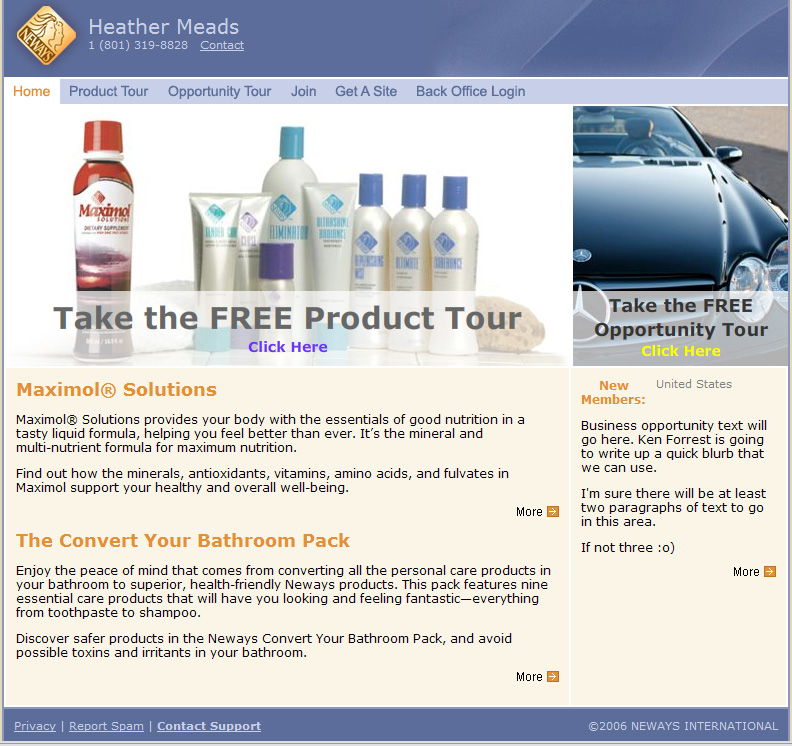 Heather Meads
1 (801) 319-8828 Contact
NEWAYS
Home Product Tour Opportunity Tour Join Get A Site Back Office Login
Maximol
SOLUTIONS
DIETARY SUPPLEMENT
TENDER CARE
ELIMINATOR
ULTRASHINE
RADIANCE
REPLENISHING
ULTIMATE
EXUBERANCE
Take the FREE Product Tour
Click Here
Take the FREE
Opportunity Tour
Click Here
Maximol® Solutions
Maximol® Solutions provides your body with the essentials of good nutrition in a
tasty liquid formula, helping you feel better than ever. It's the mineral and
multi-nutrient formula for maximum nutrition.
Find out how the minerals, antioxidants, vitamins, amino acids, and fulvates in
Maximol support your healthy and overall well-being.
More
The Convert Your Bathroom Pack
Enjoy the peace of mind that comes from converting all the personal care products in
your bathroom to superior, health-friendly Neways products. This pack features nine
essential care products that will have you looking and feeling fantastic—everything
from toothpaste to shampoo.
Discover safer products in the Neways Convert Your Bathroom Pack, and avoid
possible toxins and irritants in your bathroom.
More
New
Members:
United States
Business opportunity text will
go here. Ken Forrest is going
to write up a quick blurb that
we can use.
I'm sure there will be at least
two paragraphs of text to go
in this area.
If not three :o)
More
Privacy | Report Spam | Contact Support
©2006 NEWAYS INTERNATIONAL